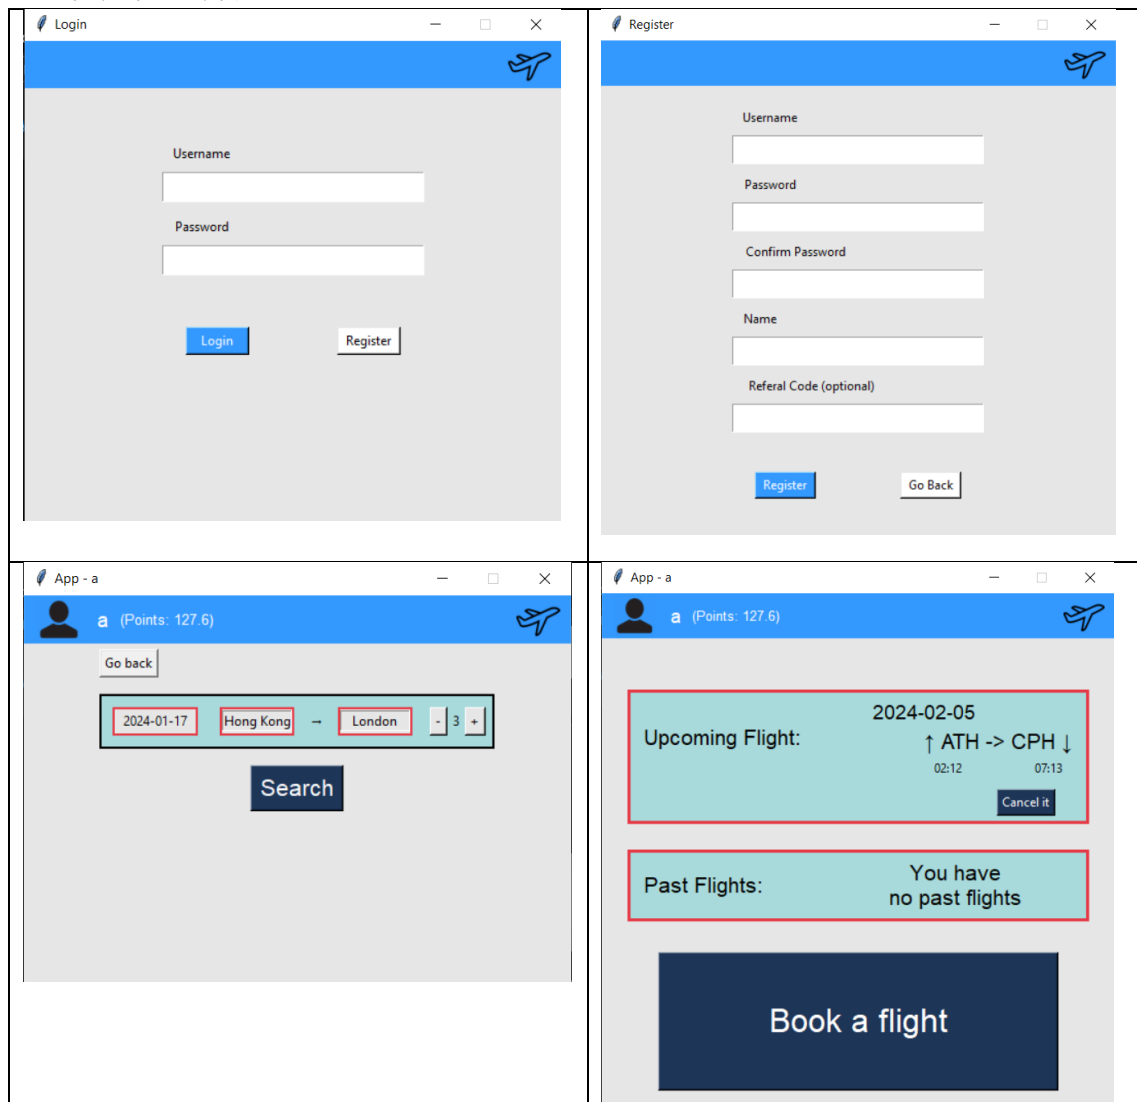 Login
Username
Password
Login Register
Register
Username
Password
Confirm Password
Name
Referal Code (optional)
Register Go Back
App - a
a (Points: 127.6)
Go back
2024-01-17 Hong Kong → London - 3 +
Search
App - a
a (Points: 127.6)
2024-02-05
Upcoming Flight: ↑ ATH -> CPH ↓
02:12 07:13
Cancel it
Past Flights: You have
no past flights
Book a flight